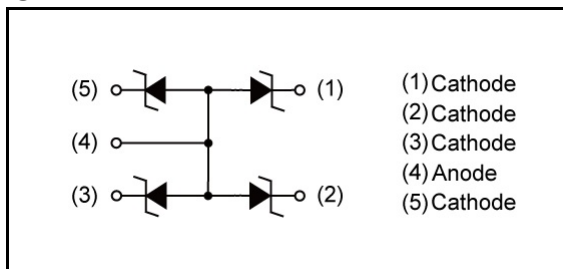 (5) (1)
(4)
(3) (2)
(1) Cathode
(2) Cathode
(3) Cathode
(4) Anode
(5) Cathode